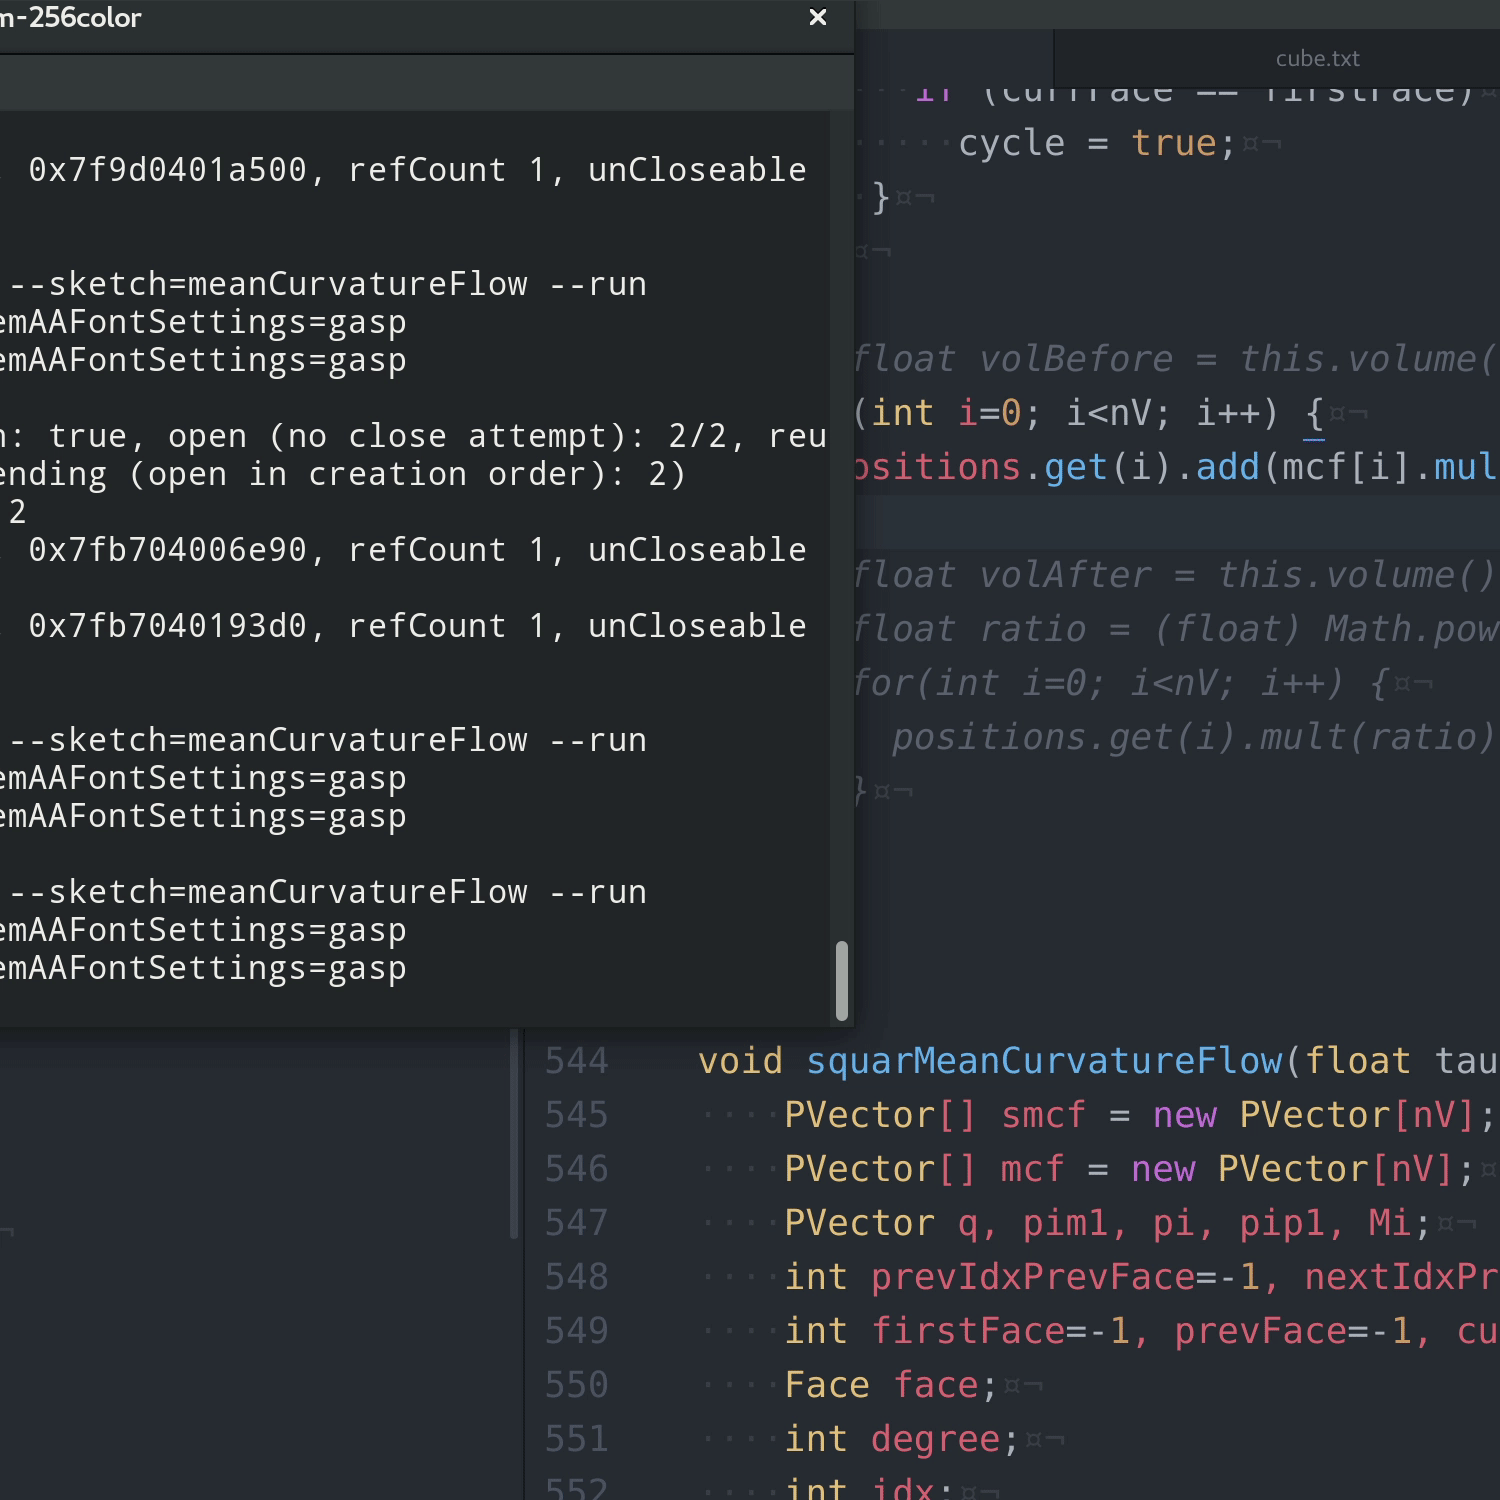 m-256color
0x7f9d0401a500, refCount 1, unCloseable
--sketch=meanCurvatureFlow --run
emAAFontSettings=gasp
emAAFontSettings=gasp
n: true, open (no close attempt): 2/2, reu
ending (open in creation order): 2)
2
0x7fb704006e90, refCount 1, unCloseable
0x7fb7040193d0, refCount 1, unCloseable
--sketch=meanCurvatureFlow --run
emAAFontSettings=gasp
emAAFontSettings=gasp
--sketch=meanCurvatureFlow --run
emAAFontSettings=gasp
emAAFontSettings=gasp
cube.txt
if (currFace == firstFace)¤
·····cycle = true;¤¬
·}¤¬
¤¬
float volBefore = this.volume(
(int i=0; i<nV; i++) {¤¬
ositions.get(i).add(mcf[i].mul
float volAfter = this.volume()
float ratio = (float) Math.pow
for(int i=0; i<nV; i++) {¤¬
positions.get(i).mult(ratio)
}¤¬
544 void squarMeanCurvatureFlow(float tau
545 ····PVector[] smcf = new PVector[nV];
546 ····PVector[] mcf = new PVector[nV];¤
547 ····PVector q, pim1, pi, pip1, Mi;¤¬
548 ····int prevIdxPrevFace=-1, nextIdxPr
549 ····int firstFace=-1, prevFace=-1, cu
550 ····Face face;¤¬
551 ····int degree;¤¬
552 ····int idx;¤¬
¬